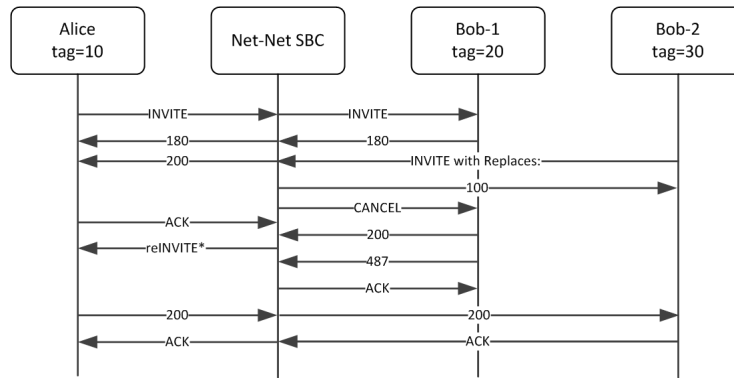 Alice
tag=10
Net-Net SBC
Bob-1
tag=20
Bob-2
tag=30
INVITE
INVITE
180
180
200
INVITE with Replaces:
100
CANCEL
ACK
200
reINVITE*
487
ACK
200
200
ACK
ACK